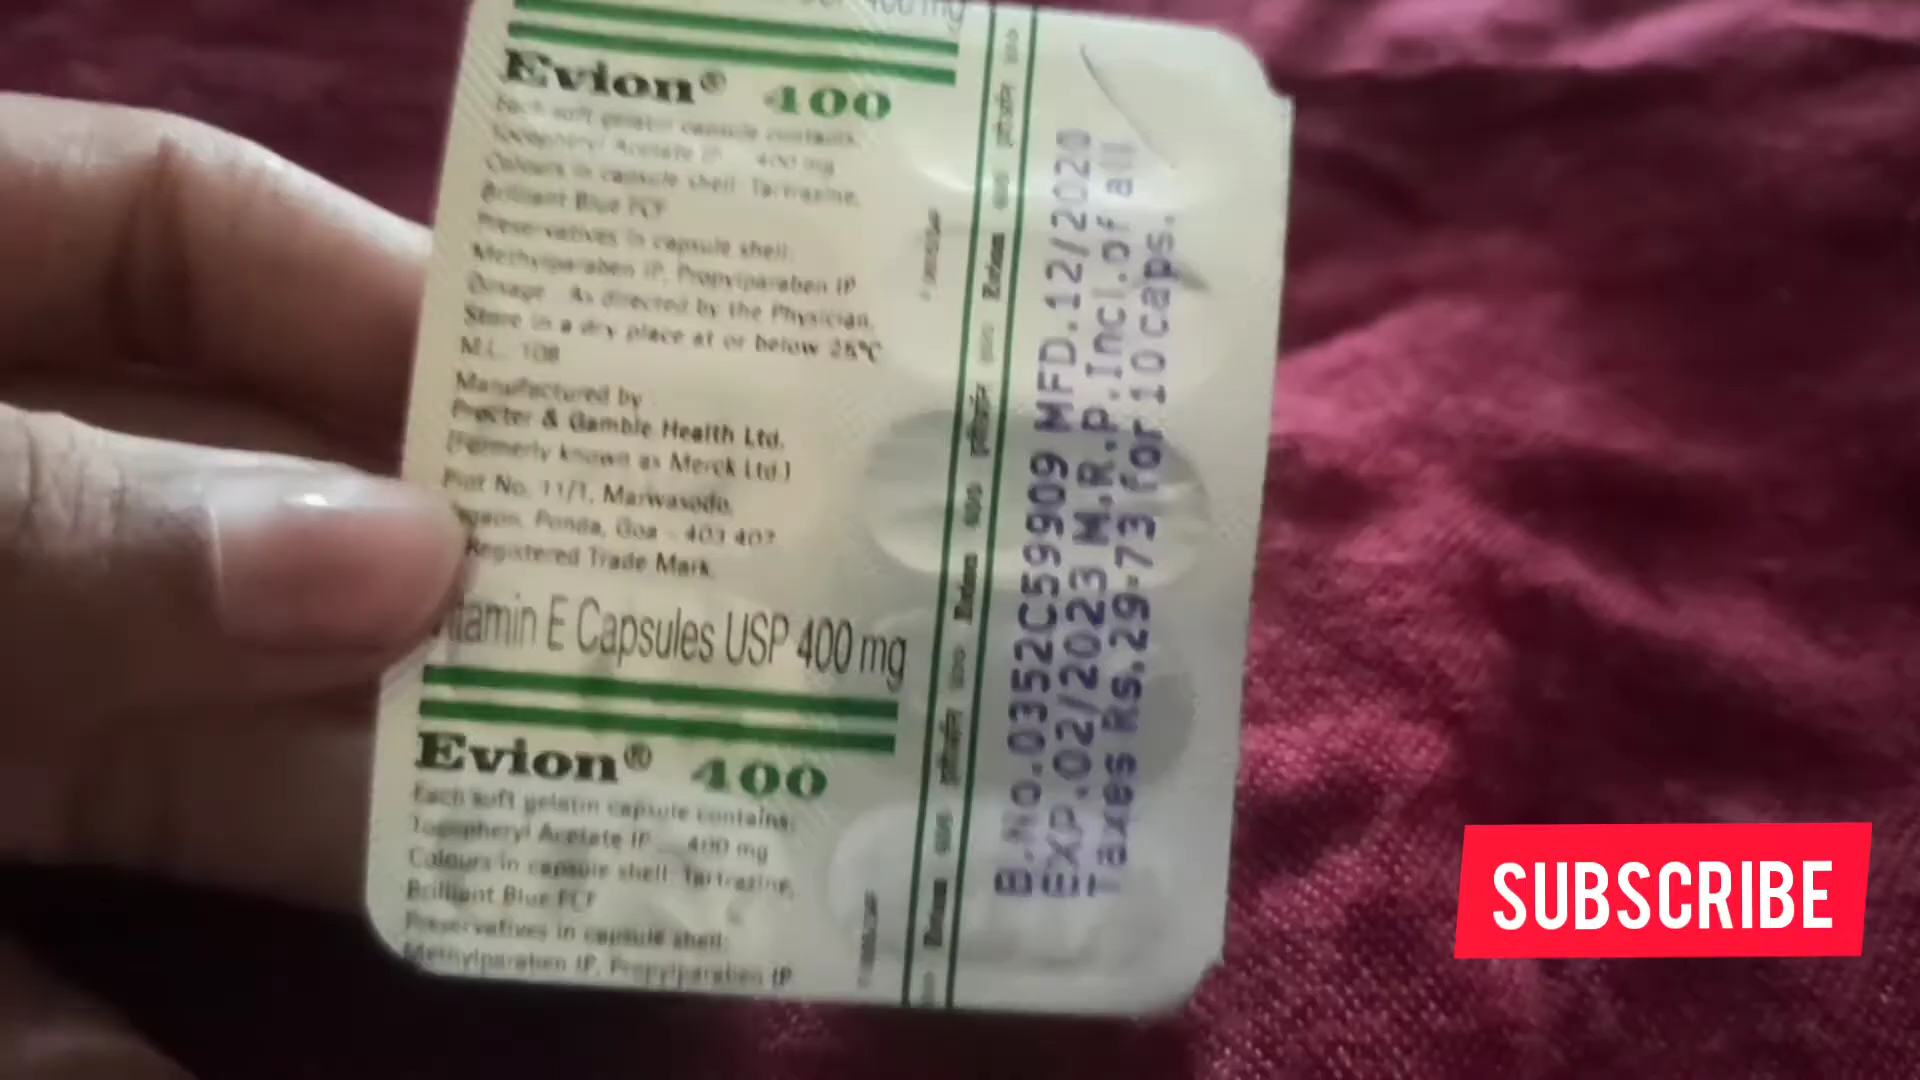 400 mg
Evion® 400
Each soft gelatin capsule contains:
Tocopheryl Acetate IP 400 mg
Colours in capsule shell: Tartrazine,
Brilliant Blue FCF
Preservatives in capsule shell:
Methylparaben IP, Propylparaben IP
Dosage : As directed by the Physician.
Store in a dry place at or below 25°C
M.L. 108
Manufactured by
Procter & Gamble Health Ltd.
(Formerly known as Merck Ltd.)
Plot No. 11/1, Marwasodo,
Ponda, Goa - 403 407
Registered Trade Mark
tamin E Capsules USP 400 mg
Evion® 400
Each soft gelatin capsule contains:
Tocopheryl Acetate IP 400 mg
Colours in capsule shell: Tartrazine,
Brilliant Blue FCF
Preservatives in capsule shell:
Methylparaben IP, Propylparaben IP
Evion
Evion
Evion
B.No.0352C59909 MFD.12/2020
EXP.02/2023 M.R.P.Incl.of all
Taxes Rs.29.73 for 10 caps.
SUBSCRIBE